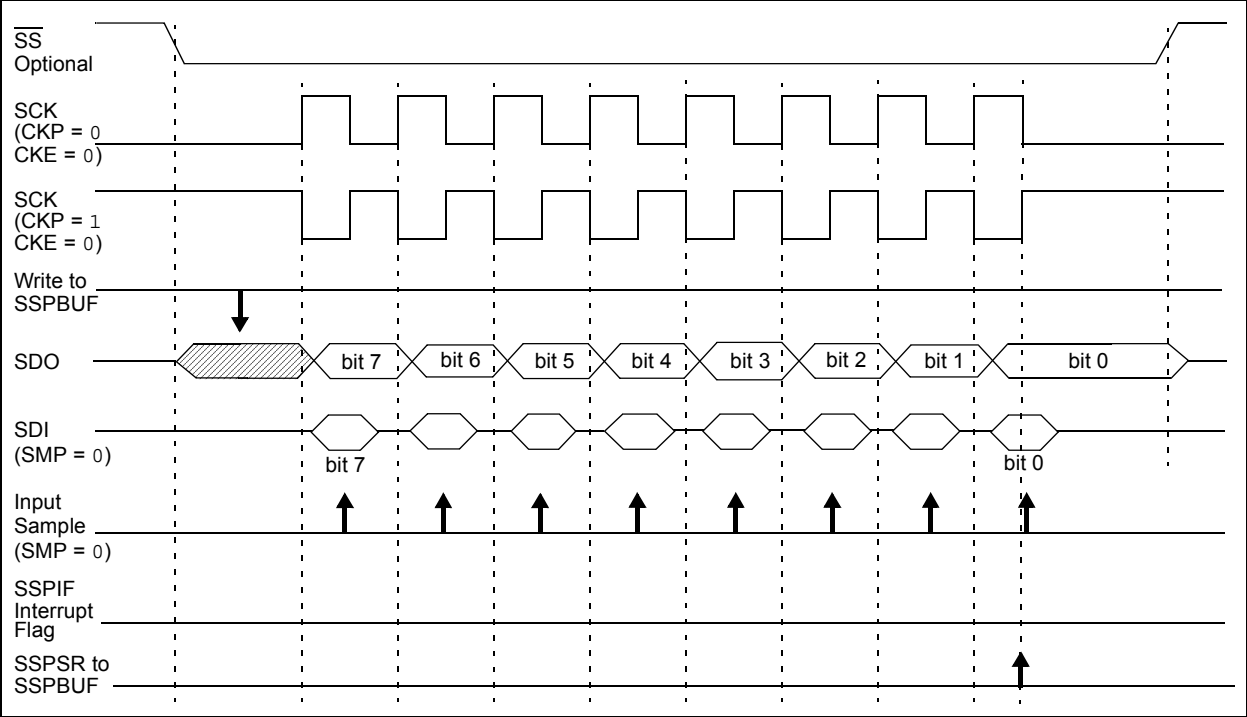 SS
Optional
SCK
(CKP = 0
CKE = 0)
SCK
(CKP = 1
CKE = 0)
Write to
SSPBUF
SDO
bit 7 bit 6 bit 5 bit 4 bit 3 bit 2 bit 1 bit 0
SDI
(SMP = 0)
bit 7 bit 0
Input
Sample
(SMP = 0)
SSPIF
Interrupt
Flag
SSPSR to
SSPBUF